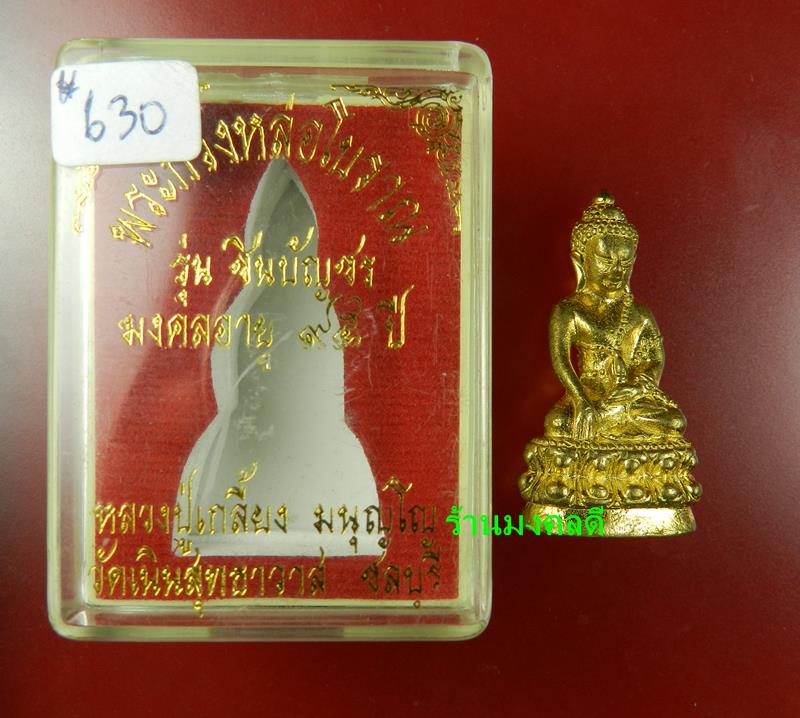 630
พระกริ่งหล่อโบราณ
รุ่น ชินบัญชร
มงคลอายุ ๙๕ ปี
หลวงปู่เกลี้ยง มนุญฺโญ
วัดเนินสุทธาวาส ชลบุรี
ร้านมงคลดี